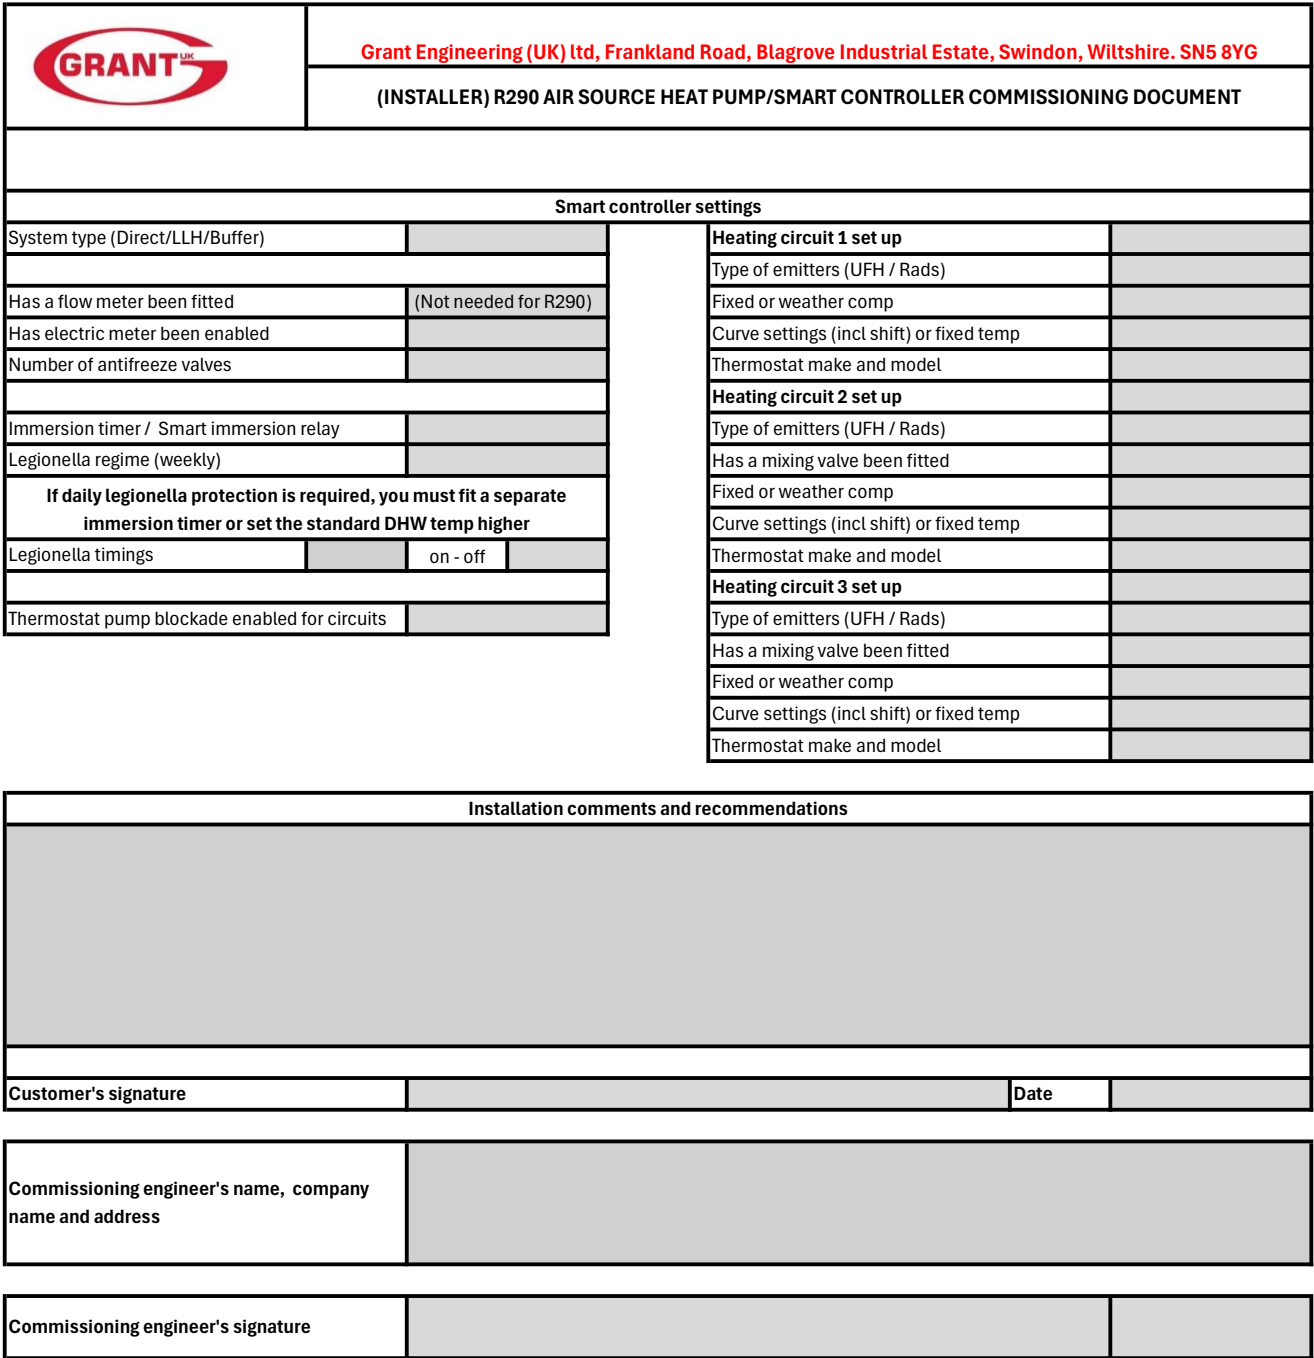 GRANT UK
Grant Engineering (UK) ltd, Frankland Road, Blagrove Industrial Estate, Swindon, Wiltshire. SN5 8YG
(INSTALLER) R290 AIR SOURCE HEAT PUMP/SMART CONTROLLER COMMISSIONING DOCUMENT
Smart controller settings
System type (Direct/LLH/Buffer)
Has a flow meter been fitted
(Not needed for R290)
Has electric meter been enabled
Number of antifreeze valves
Immersion timer / Smart immersion relay
Legionella regime (weekly)
If daily legionella protection is required, you must fit a separate
immersion timer or set the standard DHW temp higher
Legionella timings
on - off
Thermostat pump blockade enabled for circuits
Heating circuit 1 set up
Type of emitters (UFH / Rads)
Fixed or weather comp
Curve settings (incl shift) or fixed temp
Thermostat make and model
Heating circuit 2 set up
Type of emitters (UFH / Rads)
Has a mixing valve been fitted
Fixed or weather comp
Curve settings (incl shift) or fixed temp
Thermostat make and model
Heating circuit 3 set up
Type of emitters (UFH / Rads)
Has a mixing valve been fitted
Fixed or weather comp
Curve settings (incl shift) or fixed temp
Thermostat make and model
Installation comments and recommendations
Customer's signature
Date
Commissioning engineer's name, company
name and address
Commissioning engineer's signature